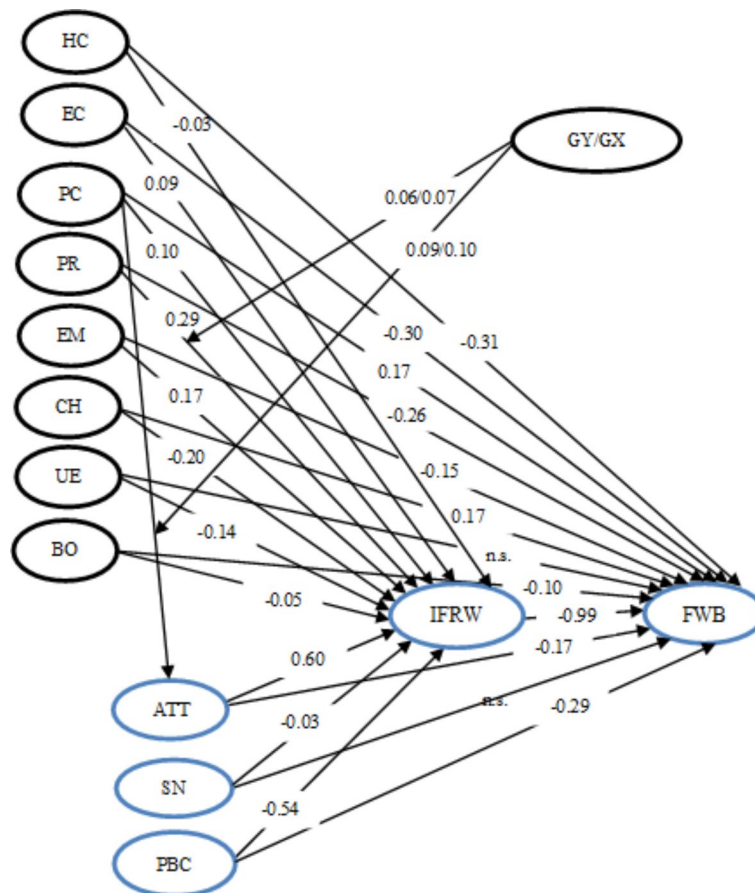 HC
EC
-0.03
GY/GX
PC
0.09
0.06/0.07
PR
0.10
0.09/0.10
EM
0.29
-0.30
-0.31
0.17
CH
0.17
-0.26
UE
-0.20
-0.15
0.17
BO
-0.14
n.s.
-0.05
-0.10
IFRW
-0.99
FWB
0.60
-0.17
ATT
-0.03
n.s.
-0.29
SN
-0.54
PBC